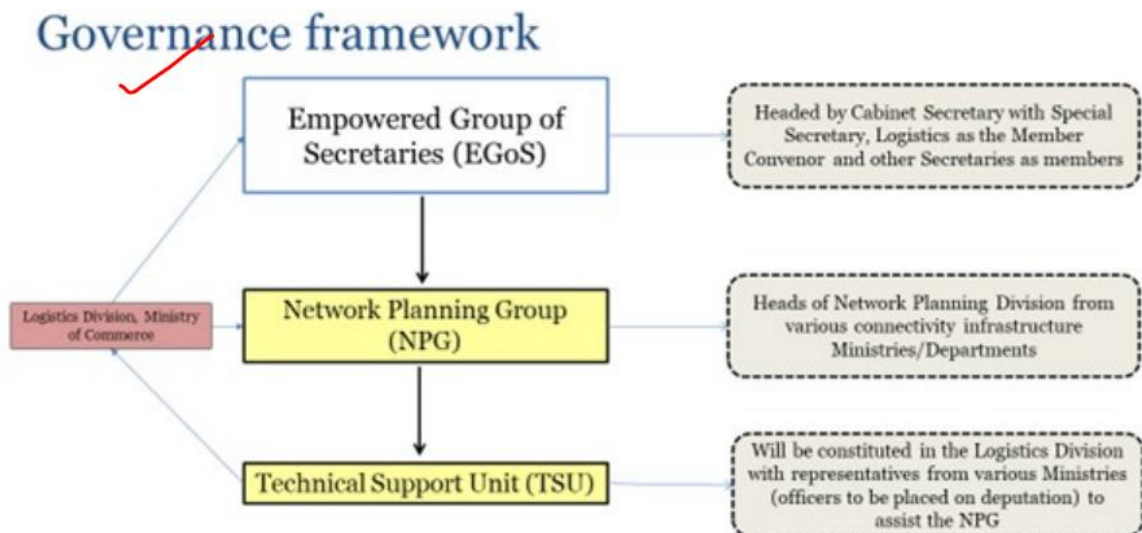 Governance framework
Empowered Group of
Secretaries (EGoS)
Headed by Cabinet Secretary with Special
Secretary, Logistics as the Member
Convenor and other Secretaries as members
Logistics Division, Ministry
of Commerce
Network Planning Group
(NPG)
Heads of Network Planning Division from
various connectivity infrastructure
Ministries/Departments
Technical Support Unit (TSU)
Will be constituted in the Logistics Division
with representatives from various Ministries
(officers to be placed on deputation) to
assist the NPG